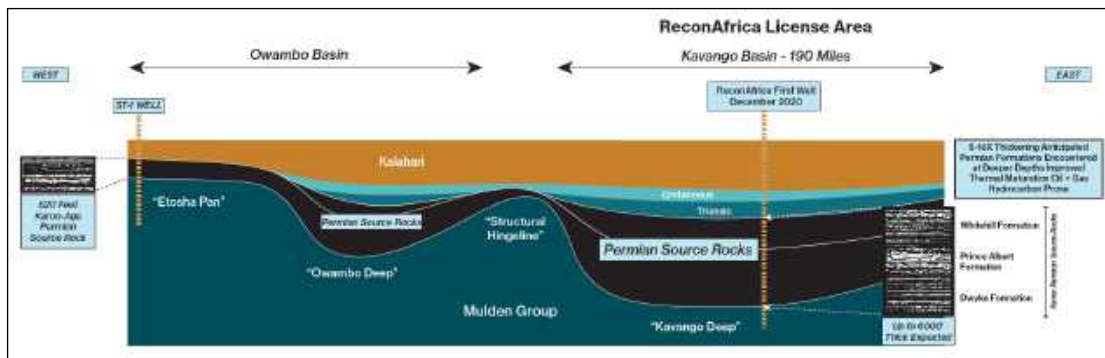 ReconAfrica License Area
Owambo Basin
Kavango Basin - 190 Miles
WEST
EAST
ST-1 WELL
ReconAfrica First Well
December 2020
Kalahari
Thickening Anticipated
Permian Formations Encountered
at Deeper Depths Improved
Thermal Maturation Oil + Gas
Hydrocarbon Prone
Cretaceous
Triassic
"Etosha Pan"
Permian Source Rocks
"Structural
Hingeline"
Permian Source Rocks
620 Feet
Karoo-Age
Permian
Source Rock
Whitehill Formation
Prince Albert
Formation
Dwyka Formation
"Owambo Deep"
Mulden Group
"Kavango Deep"
Up to 6000'
Thick Expected